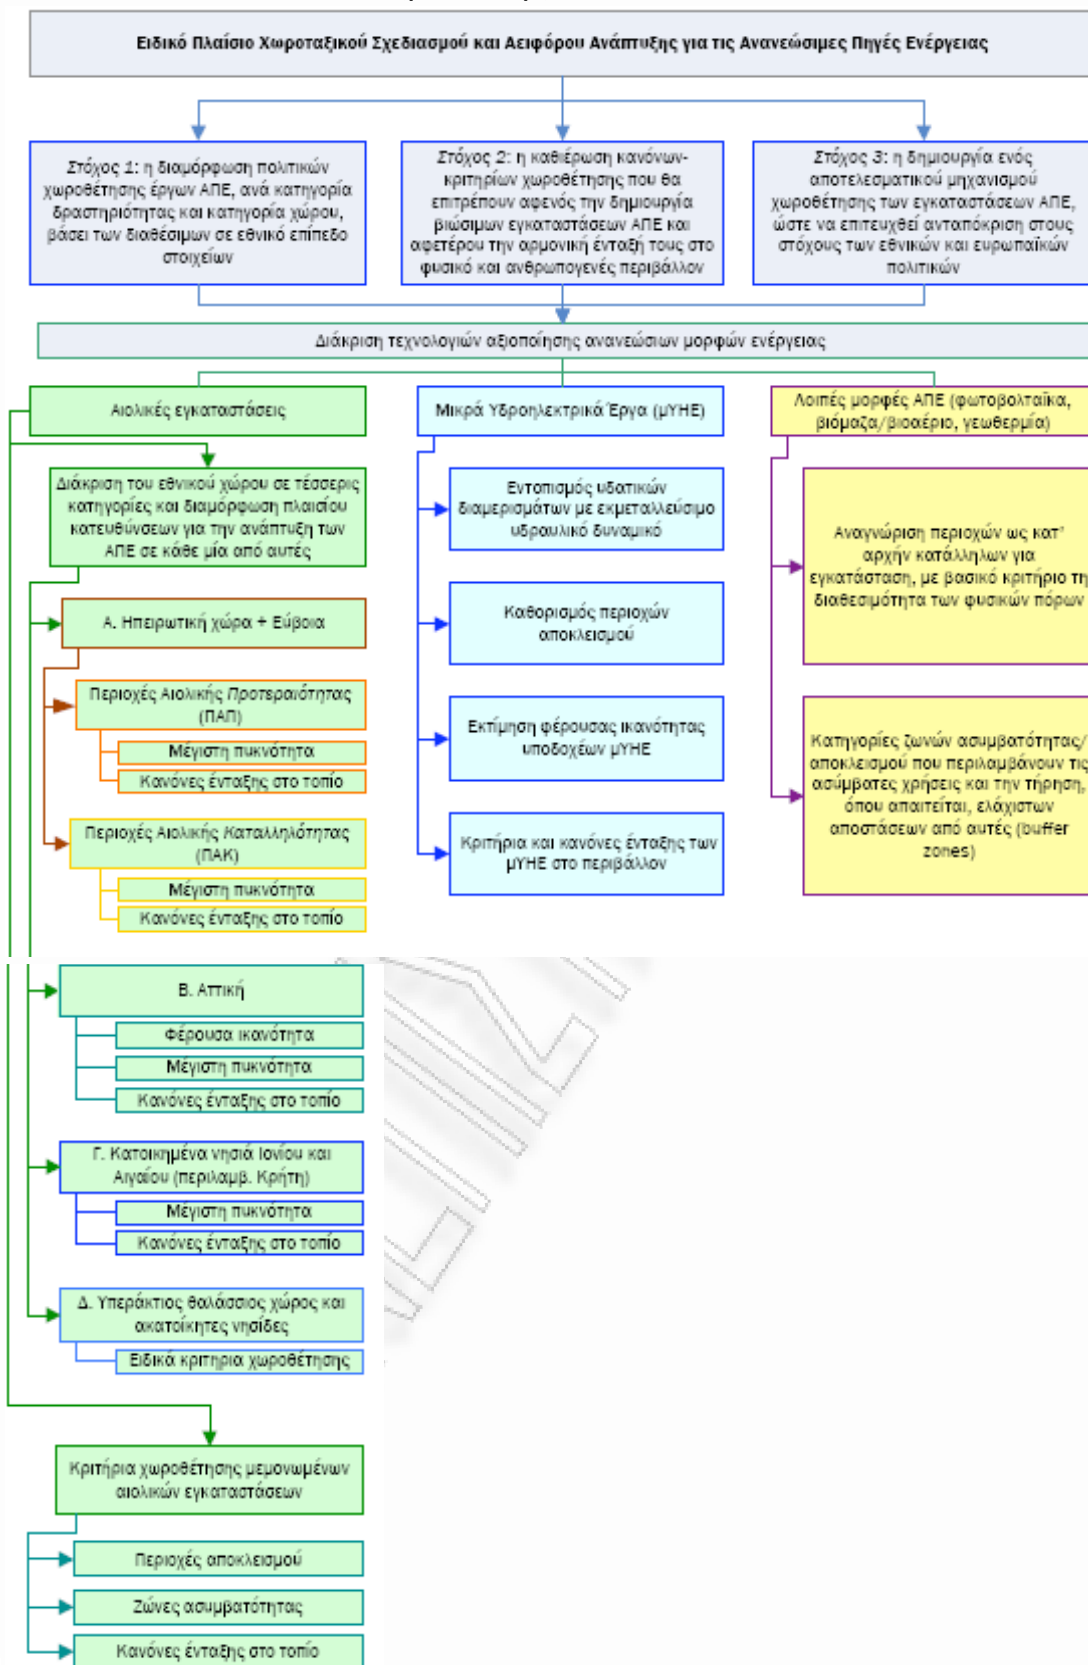 Ειδικό Πλαίσιο Χωροταξικού Σχεδιασμού και Αειφόρου Ανάπτυξης για τις Ανανεώσιμες Πηγές Ενέργειας
Στόχος 1: η διαμόρφωση πολιτικών
χωροθέτησης έργων ΑΠΕ, ανά κατηγορία
δραστηριότητας και κατηγορία χώρου,
βάσει των διαθέσιμων σε εθνικό επίπεδο
στοιχείων
Στόχος 2: η καθιέρωση κανόνων-
κριτηρίων χωροθέτησης που θα
επιτρέπουν αφενός την δημιουργία
βιώσιμων εγκαταστάσεων ΑΠΕ και
αφετέρου την αρμονική ένταξή τους στο
φυσικό και ανθρωπογενές περιβάλλον
Στόχος 3: η δημιουργία ενός
αποτελεσματικού μηχανισμού
χωροθέτησης των εγκαταστάσεων ΑΠΕ,
ώστε να επιτευχθεί ανταπόκριση στους
στόχους των εθνικών και ευρωπαϊκών
πολιτικών
Διάκριση τεχνολογιών αξιοποίησης ανανεώσιων μορφών ενέργειας
Αιολικές εγκαταστάσεις
Διάκριση του εθνικού χώρου σε τέσσερις
κατηγορίες και διαμόρφωση πλαισίου
κατευθύνσεων για την ανάπτυξη των
ΑΠΕ σε κάθε μία από αυτές
Α. Ηπειρωτική χώρα + Εύβοια
Περιοχές Αιολικής Προτεραιότητας
(ΠΑΠ)
Μέγιστη πυκνότητα
Κανόνες ένταξης στο τοπίο
Περιοχές Αιολικής Καταλληλότητας
(ΠΑΚ)
Μέγιστη πυκνότητα
Κανόνες ένταξης στο τοπίο
Μικρά Υδροηλεκτρικά Έργα (μΥΗΕ)
Εντοπισμός υδατικών
διαμερισμάτων με εκμεταλλεύσιμο
υδραυλικό δυναμικό
Καθορισμός περιοχών
αποκλεισμού
Εκτίμηση φέρουσας ικανότητας
υποδοχέων μΥΗΕ
Κριτήρια και κανόνες ένταξης των
μΥΗΕ στο περιβάλλον
Λοιπές μορφές ΑΠΕ (φωτοβολταϊκα,
βιόμαζα/βιοαέριο, γεωθερμία)
Αναγνώριση περιοχών ως κατ'
αρχήν κατάλληλων για
εγκατάσταση, με βασικό κριτήριο τη
διαθεσιμότητα των φυσικών πόρων
Κατηγορίες ζωνών ασυμβατότητας/
αποκλεισμού που περιλαμβάνουν τις
ασύμβατες χρήσεις και την τήρηση,
όπου απαιτείται, ελάχιστων
αποστάσεων από αυτές (buffer
zones)
Β. Αττική
Φέρουσα ικανότητα
Μέγιστη πυκνότητα
Κανόνες ένταξης στο τοπίο
Γ. Κατοικημένα νησιά Ιονίου και
Αιγαίου (περιλαμβ. Κρήτη)
Μέγιστη πυκνότητα
Κανόνες ένταξης στο τοπίο
Δ. Υπεράκτιος θαλάσσιος χώρος και
ακατοίκητες νησίδες
Ειδικά κριτηρια χωροθέτησης
Κριτήρια χωροθέτησης μεμονωμένων
αιολικών εγκαταστάσεων
Περιοχές αποκλεισμού
Ζώνες ασυμβατότητας
Κανόνες ένταξης στο τοπίο